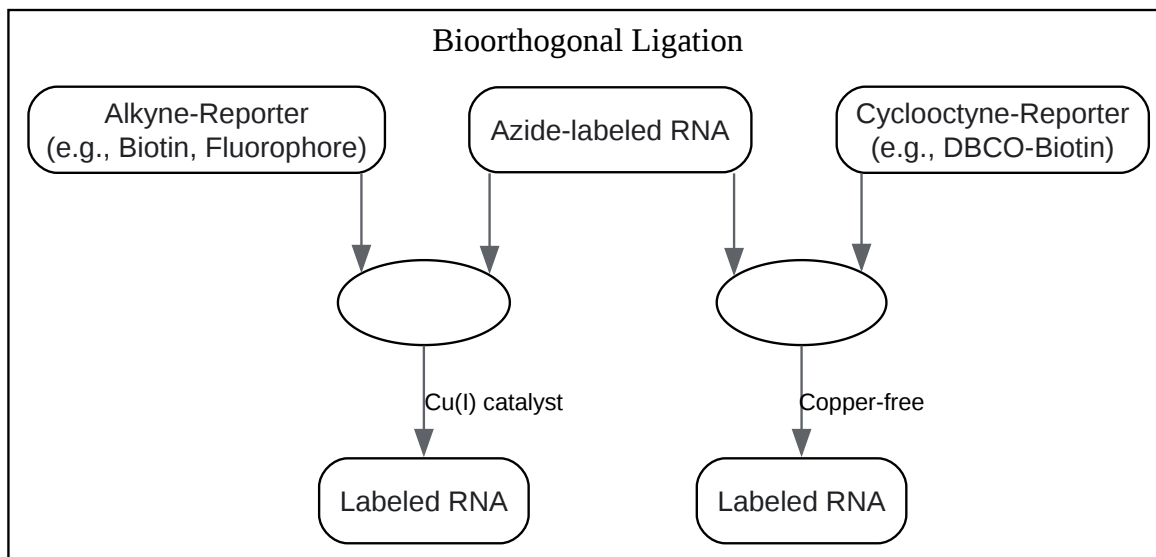 Bioorthogonal Ligation
Alkyne-Reporter
(e.g., Biotin, Fluorophore)
Azide-labeled RNA
Cyclooctyne-Reporter
(e.g., DBCO-Biotin)
Cu(I) catalyst
Copper-free
Labeled RNA
Labeled RNA